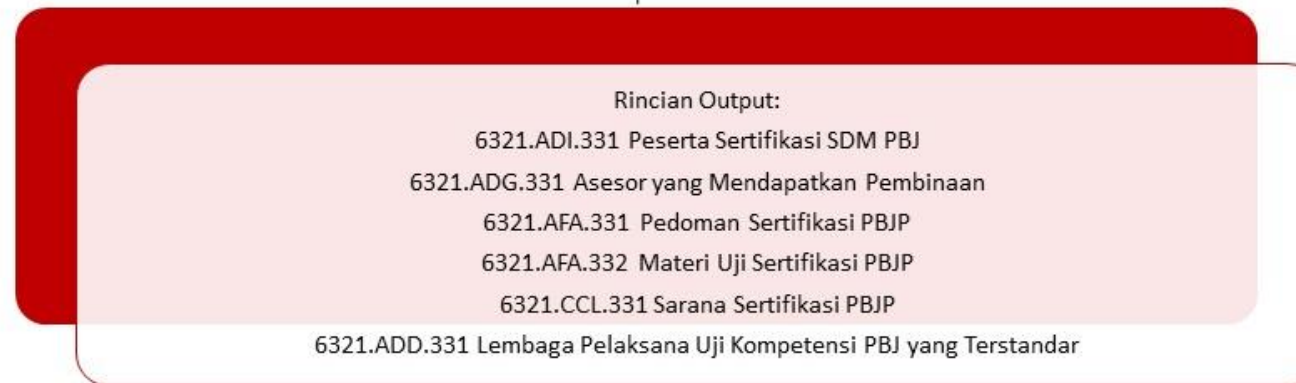 Rincian Output:
6321.ADI.331 Peserta Sertifikasi SDM PBJ
6321.ADG.331 Asesor yang Mendapatkan Pembinaan
6321.AFA.331 Pedoman Sertifikasi PBJP
6321.AFA.332 Materi Uji Sertifikasi PBJP
6321.CCL.331 Sarana Sertifikasi PBJP
6321.ADD.331 Lembaga Pelaksana Uji Kompetensi PBJ yang Terstandar